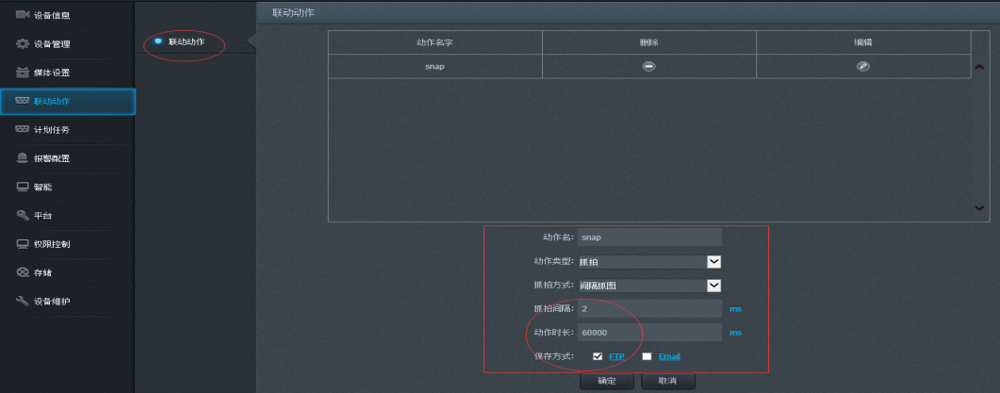 设备信息
设备管理
媒体设置
联动动作
计划任务
报警配置
智能
平台
权限控制
存储
设备维护
联动动作
联动动作
动作名字 删除 编辑
snap
动作名: snap
动作类型: 抓拍
抓拍方式: 间隔抓图
抓拍间隔: 2 ms
动作时长: 60000 ms
保存方式: FTP Email
确定 取消